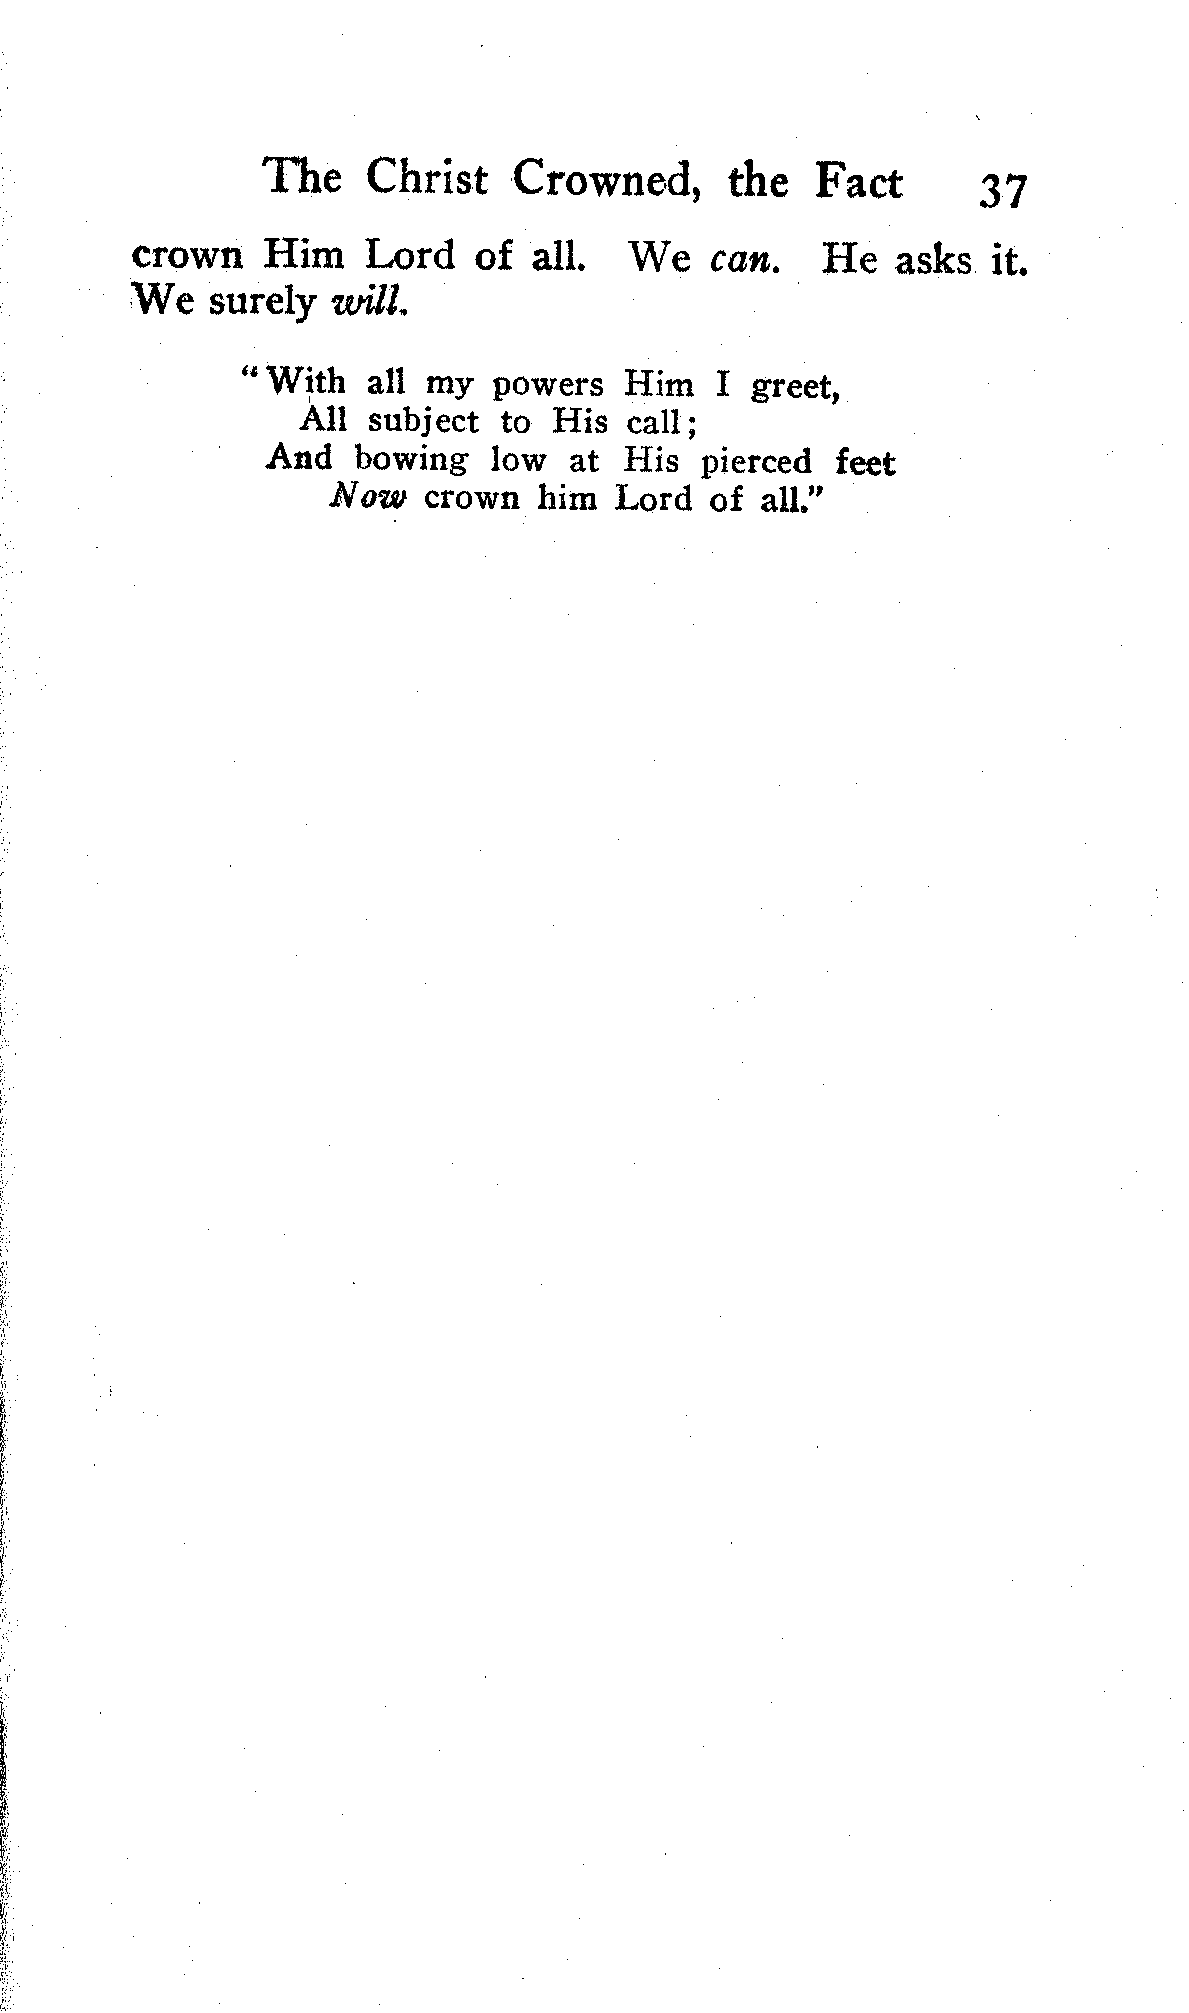 The Christ Crowned, the Fact 37
crown Him Lord of all. We can. He asks it.
We surely will.
"With all my powers Him I greet,
All subject to His call;
And bowing low at His pierced feet
Now crown him Lord of all."